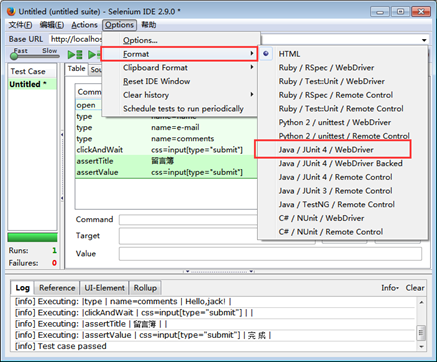 Untitled (untitled suite) - Selenium IDE 2.9.0 *
文件(F) 编辑(E) Actions Options 帮助
Base URL http://localho
Fast Slow
Options...
Format
Clipboard Format
Reset IDE Window
Clear history
Schedule tests to run periodically
HTML
Ruby / RSpec / WebDriver
Ruby / RSpec / Remote Control
Ruby / Test::Unit / WebDriver
Ruby / Test::Unit / Remote Control
Python 2 / unittest / WebDriver
Python 2 / unittest / Remote Control
Java / JUnit 4 / WebDriver
Java / JUnit 4 / WebDriver Backed
Java / JUnit 4 / Remote Control
Java / JUnit 3 / Remote Control
Java / TestNG / Remote Control
C# / NUnit / WebDriver
C# / NUnit / Remote Control
Test Case
Untitled *
Runs: 1
Failures: 0
Table Sou
Comm
open
type name=name
type name=e-mail
type name=comments
clickAndWait css=input[type="submit"]
assertTitle 留言簿
assertValue css=input[type="submit"]
Command
Target
Value
Log Reference UI-Element Rollup Info Clear
[info] Executing: |type | name=comments | Hello,jack! |
[info] Executing: |clickAndWait | css=input[type="submit"] | |
[info] Executing: |assertTitle | 留言簿 | |
[info] Executing: |assertValue | css=input[type="submit"] | 完 成 |
[info] Test case passed